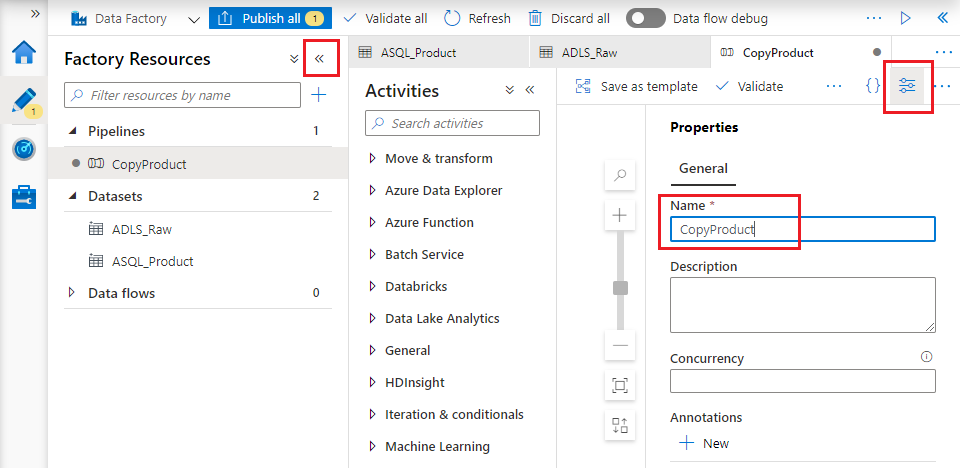 Data Factory
Publish all 1
Validate all
Refresh
Discard all
Data flow debug
Factory Resources
Filter resources by name
Pipelines 1
CopyProduct
Datasets 2
ADLS_Raw
ASQL_Product
Data flows 0
1
ASQL_Product
ADLS_Raw
CopyProduct
Activities
Search activities
Move & transform
Azure Data Explorer
Azure Function
Batch Service
Databricks
Data Lake Analytics
General
HDInsight
Iteration & conditionals
Machine Learning
Save as template
Validate
{}
Properties
General
Name *
CopyProduct
Description
Concurrency
Annotations
New